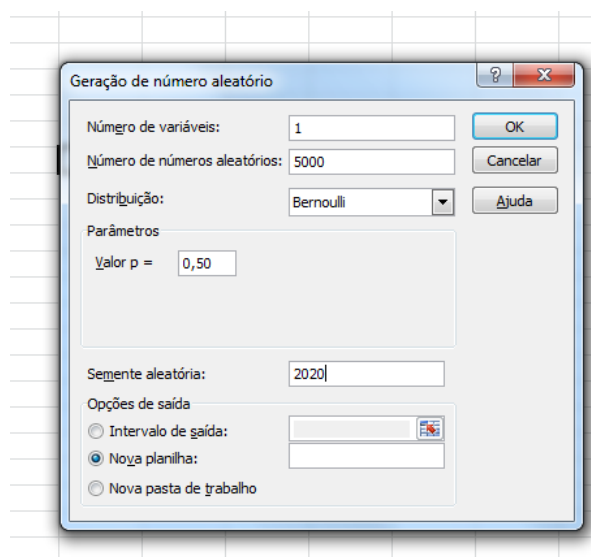 Geração de número aleatório
Número de variáveis: 1 OK
Número de números aleatórios: 5000 Cancelar
Distribuição: Bernoulli Ajuda
Parâmetros
Valor p = 0,50
Semente aleatória: 2020
Opções de saída
Intervalo de saída:
Nova planilha:
Nova pasta de trabalho